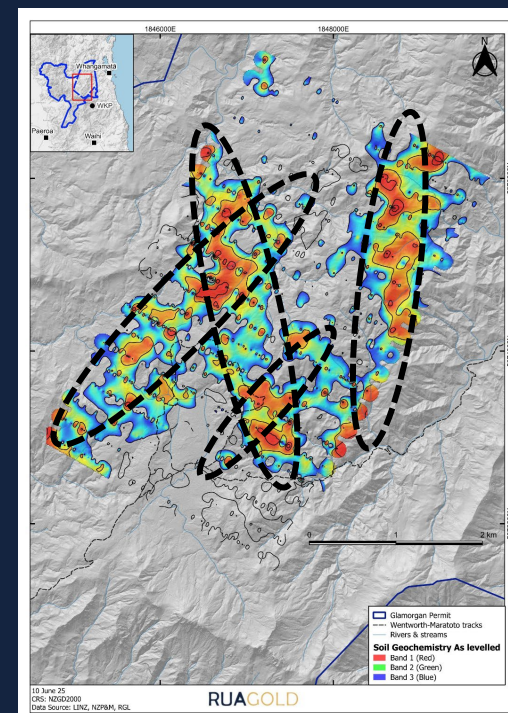 1846000E
1848000E
N
Whangamatā
WKP
Paeroa
Waihi
0
1
2 km
Glamorgan Permit
Wentworth-Maratoto tracks
Rivers & streams
Soil Geochemistry As levelled
Band 1 (Red)
Band 2 (Green)
Band 3 (Blue)
10 June 25
CRS: NZGD2000
Data Source: LINZ, NZP&M, RGL
RUAGOLD